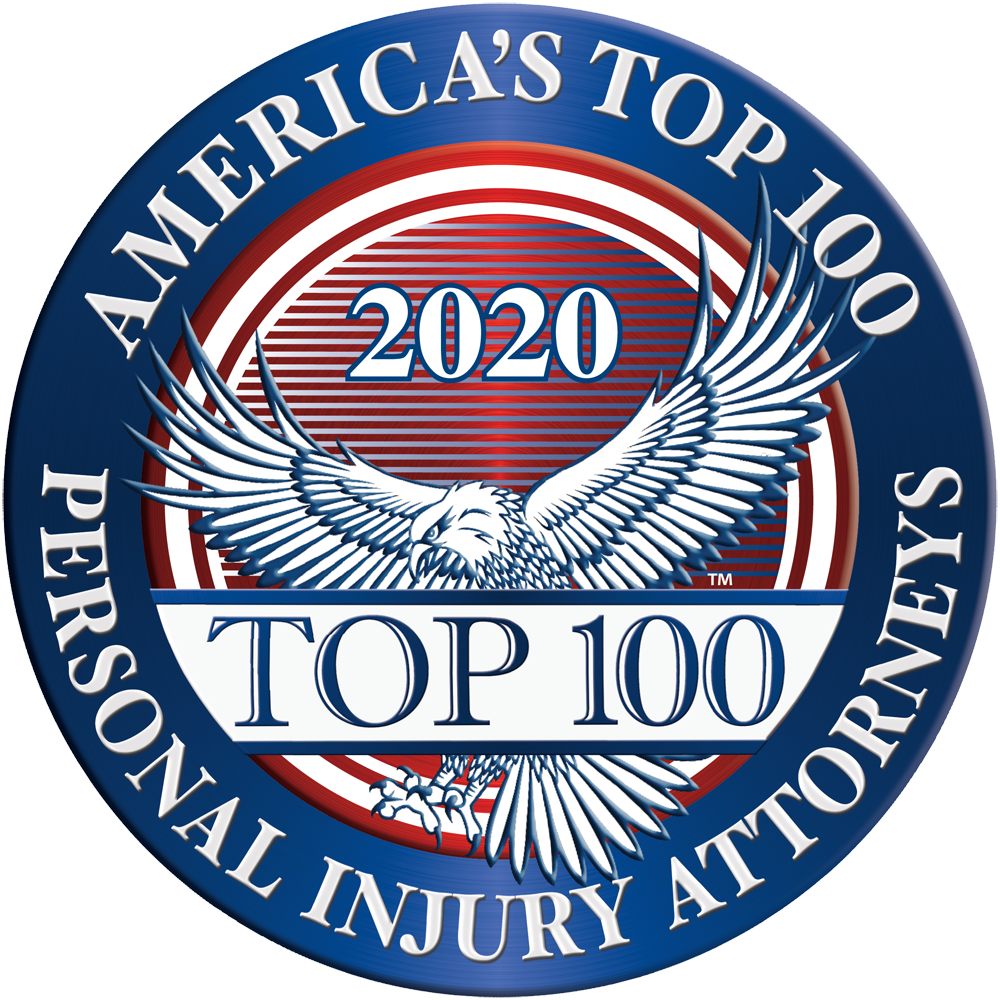 AMERICA'S TOP 100
2020
TM
TOP 100
PERSONAL INJURY ATTORNEYS